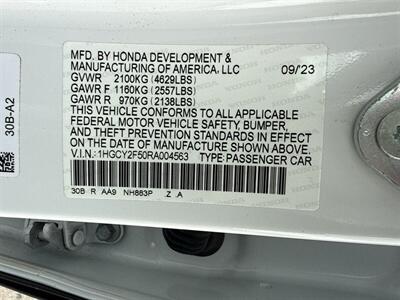 MFD. BY HONDA DEVELOPMENT &
MANUFACTURING OF AMERICA, LLC 09/23
GVWR 2100KG (4629LBS)
GAWR F 1160KG (2557LBS)
GAWR R 970KG (2138LBS)
THIS VEHICLE CONFORMS TO ALL APPLICABLE
FEDERAL MOTOR VEHICLE SAFETY, BUMPER,
AND THEFT PREVENTION STANDARDS IN EFFECT
ON THE DATE OF MANUFACTURE SHOWN ABOVE.
V.I.N.: 1HGCY2F50RA004563 TYPE: PASSENGER CAR
30B R AA9 NH883P Z A
30B-A2